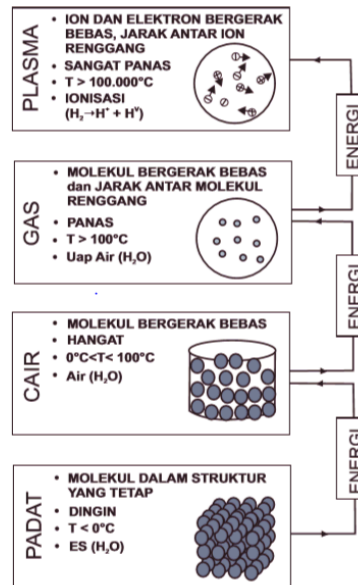 PLASMA
• ION DAN ELEKTRON BERGERAK
BEBAS, JARAK ANTAR ION
RENGGANG
• SANGAT PANAS
• T > 100.000°C
• IONISASI
(H₂→H⁺ + H⁺)
ENERGI
GAS
• MOLEKUL BERGERAK BEBAS
dan JARAK ANTAR MOLEKUL
RENGGANG
• PANAS
• T > 100°C
• Uap Air (H₂O)
ENERGI
CAIR
• MOLEKUL BERGERAK BEBAS
• HANGAT
• 0°C<T< 100°C
• Air (H₂O)
ENERGI
PADAT
• MOLEKUL DALAM STRUKTUR
YANG TETAP
• DINGIN
• T < 0°C
• ES (H₂O)